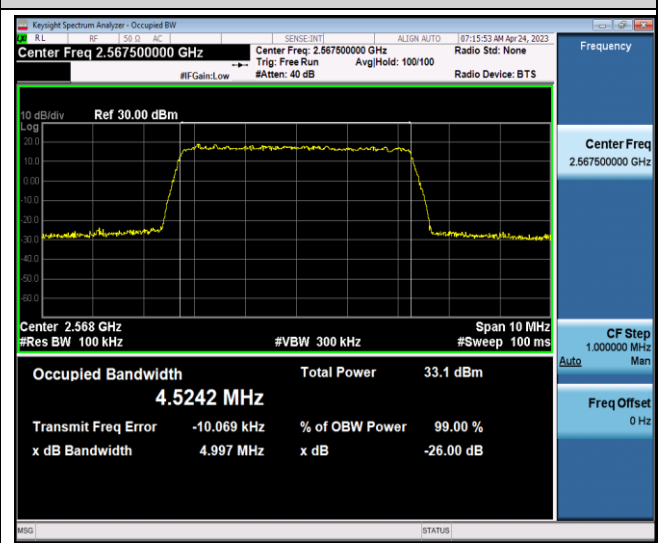 Keysight Spectrum Analyzer - Occupied BW
RL RF 50 Ω AC SENSE:INT ALIGN AUTO 07:15:53 AM Apr 24, 2023
Center Freq 2.567500000 GHz
Center Freq: 2.567500000 GHz
Radio Std: None
Trig: Free Run Avg|Hold: 100/100
#IFGain:Low #Atten: 40 dB Radio Device: BTS
10 dB/div Ref 30.00 dBm
Log
20.0
10.0
0.00
-10.0
-20.0
-30.0
-40.0
-50.0
-60.0
Center 2.568 GHz Span 10 MHz
#Res BW 100 kHz #VBW 300 kHz #Sweep 100 ms
Occupied Bandwidth Total Power 33.1 dBm
4.5242 MHz
Transmit Freq Error -10.069 kHz % of OBW Power 99.00 %
x dB Bandwidth 4.997 MHz x dB -26.00 dB
MSG STATUS
Frequency
Center Freq
2.567500000 GHz
CF Step
1.000000 MHz
Auto Man
Freq Offset
0 Hz